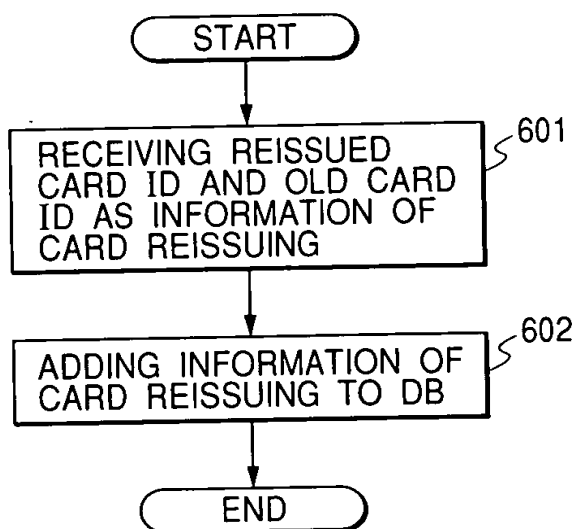 START
601
RECEIVING REISSUED
CARD ID AND OLD CARD
ID AS INFORMATION OF
CARD REISSUING
602
ADDING INFORMATION OF
CARD REISSUING TO DB
END